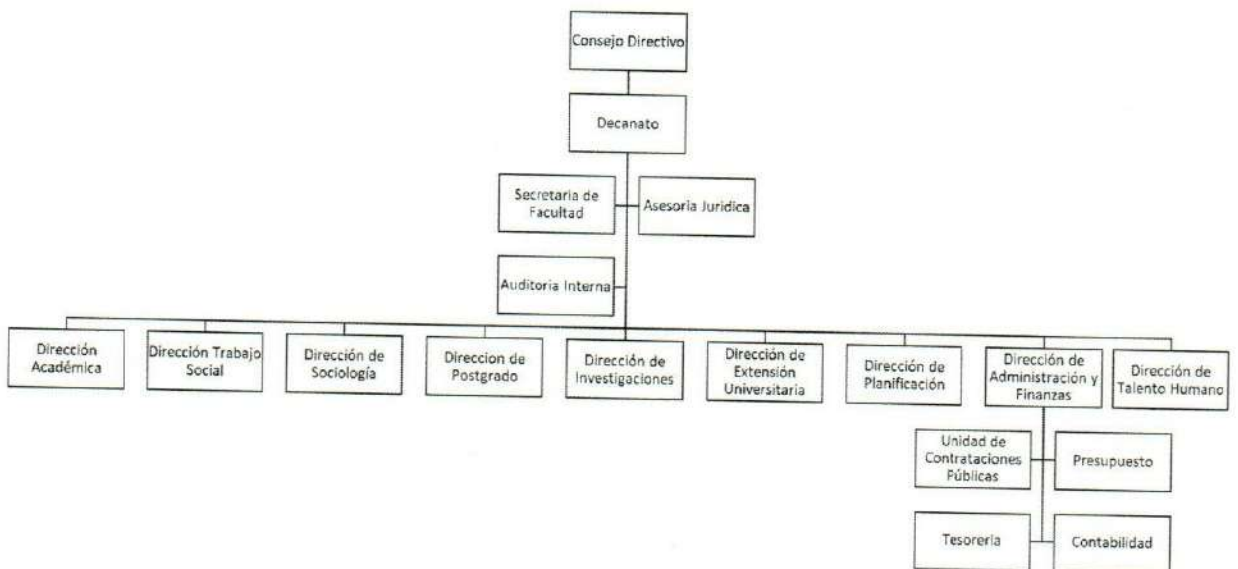 Consejo Directivo
Decanato
Secretaria de
Facultad
Asesoria Juridica
Auditoria Interna
Dirección
Académica
Dirección Trabajo
Social
Dirección de
Sociología
Direccion de
Postgrado
Dirección de
Investigaciones
Dirección de
Extensión
Universitaria
Dirección de
Planificación
Dirección de
Administración y
Finanzas
Dirección de
Talento Humano
Unidad de
Contrataciones
Públicas
Presupuesto
Tesorería
Contabilidad